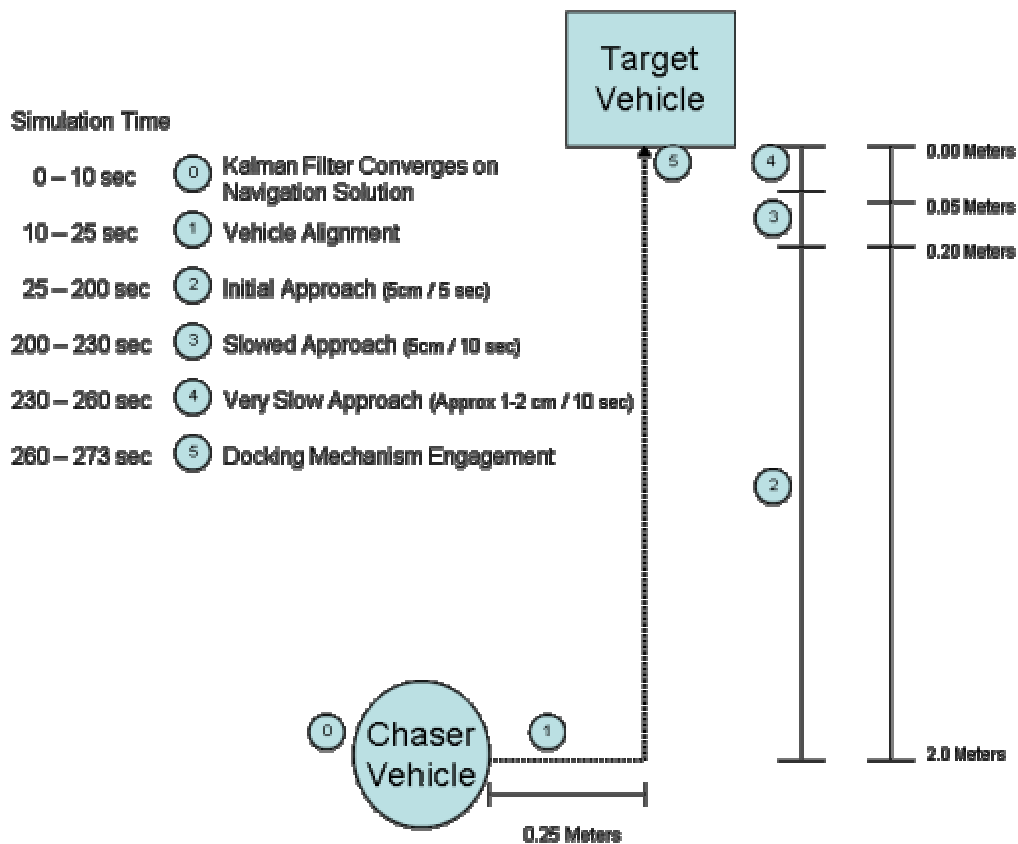 Target
Vehicle
Simulation Time
0 – 10 sec 0 Kalman Filter Converges on
Navigation Solution
10 – 25 sec 1 Vehicle Alignment
25 – 200 sec 2 Initial Approach (5cm / 5 sec)
200 – 230 sec 3 Slowed Approach (5cm / 10 sec)
230 – 260 sec 4 Very Slow Approach (Approx 1-2 cm / 10 sec)
260 – 273 sec 5 Docking Mechanism Engagement
5
4
3
2
0.00 Meters
0.05 Meters
0.20 Meters
2.0 Meters
0
Chaser
Vehicle
1
0.25 Meters